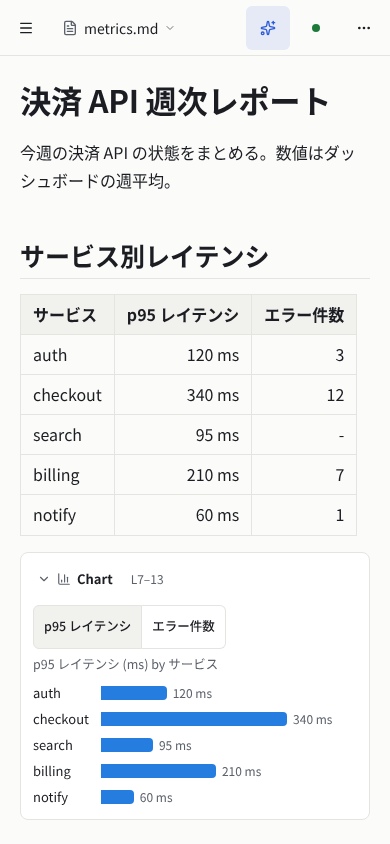 metrics.md
決済 API 週次レポート
今週の決済 API の状態をまとめる。数値はダッ
シュボードの週平均。
サービス別レイテンシ
サービス p95 レイテンシ エラー件数
auth 120 ms 3
checkout 340 ms 12
search 95 ms -
billing 210 ms 7
notify 60 ms 1
Chart L7–13
p95 レイテンシ エラー件数
p95 レイテンシ (ms) by サービス
auth 120 ms
checkout 340 ms
search 95 ms
billing 210 ms
notify 60 ms